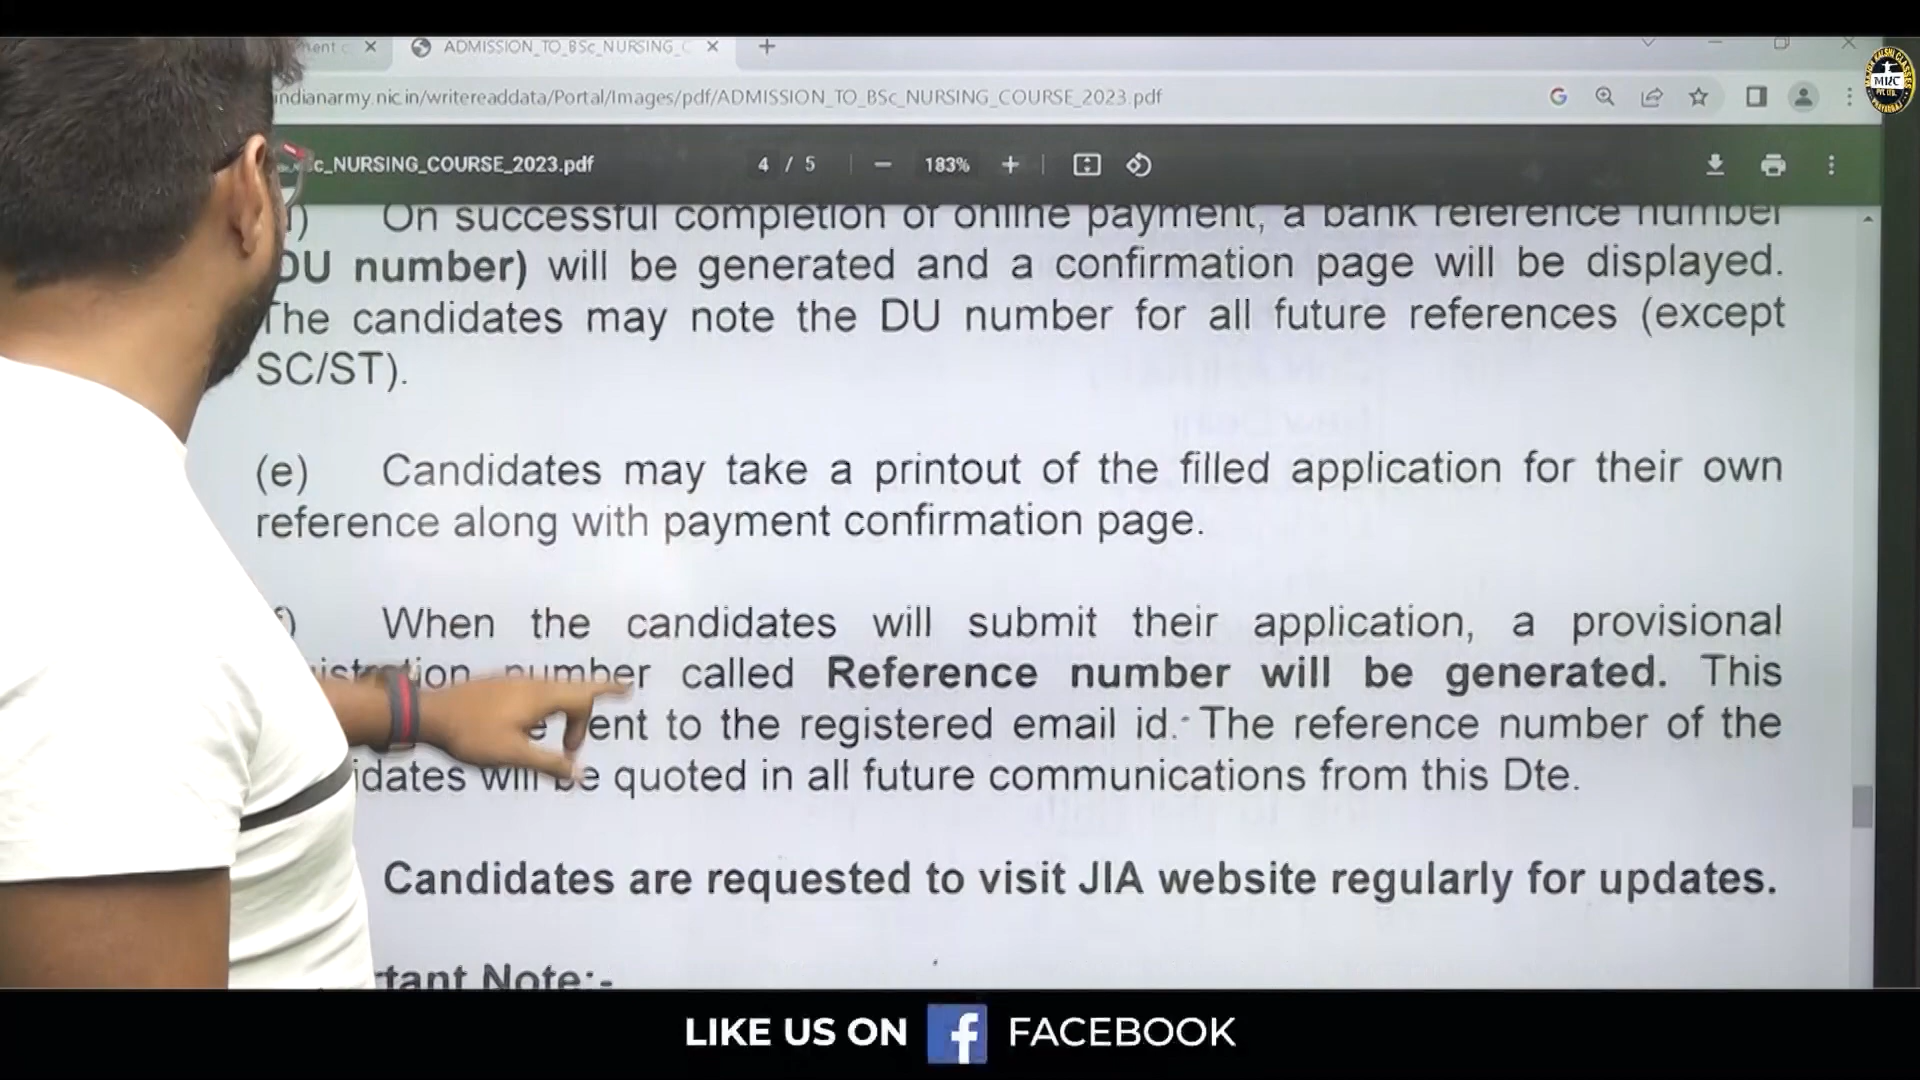 ADMISSION_TO_BSc_NURSING_C
indianarmy.nic.in/writereaddata/Portal/Images/pdf/ADMISSION_TO_BSc_NURSING_COURSE_2023.pdf
MKC
c_NURSING_COURSE_2023.pdf 4 / 5 183%
On successful completion of online payment, a bank reference number
DU number) will be generated and a confirmation page will be displayed.
The candidates may note the DU number for all future references (except
SC/ST).
(e) Candidates may take a printout of the filled application for their own
reference along with payment confirmation page.
When the candidates will submit their application, a provisional
number called Reference number will be generated. This
ent to the registered email id. The reference number of the
idates will be quoted in all future communications from this Dte.
Candidates are requested to visit JIA website regularly for updates.
tant Note:-
LIKE US ON f FACEBOOK